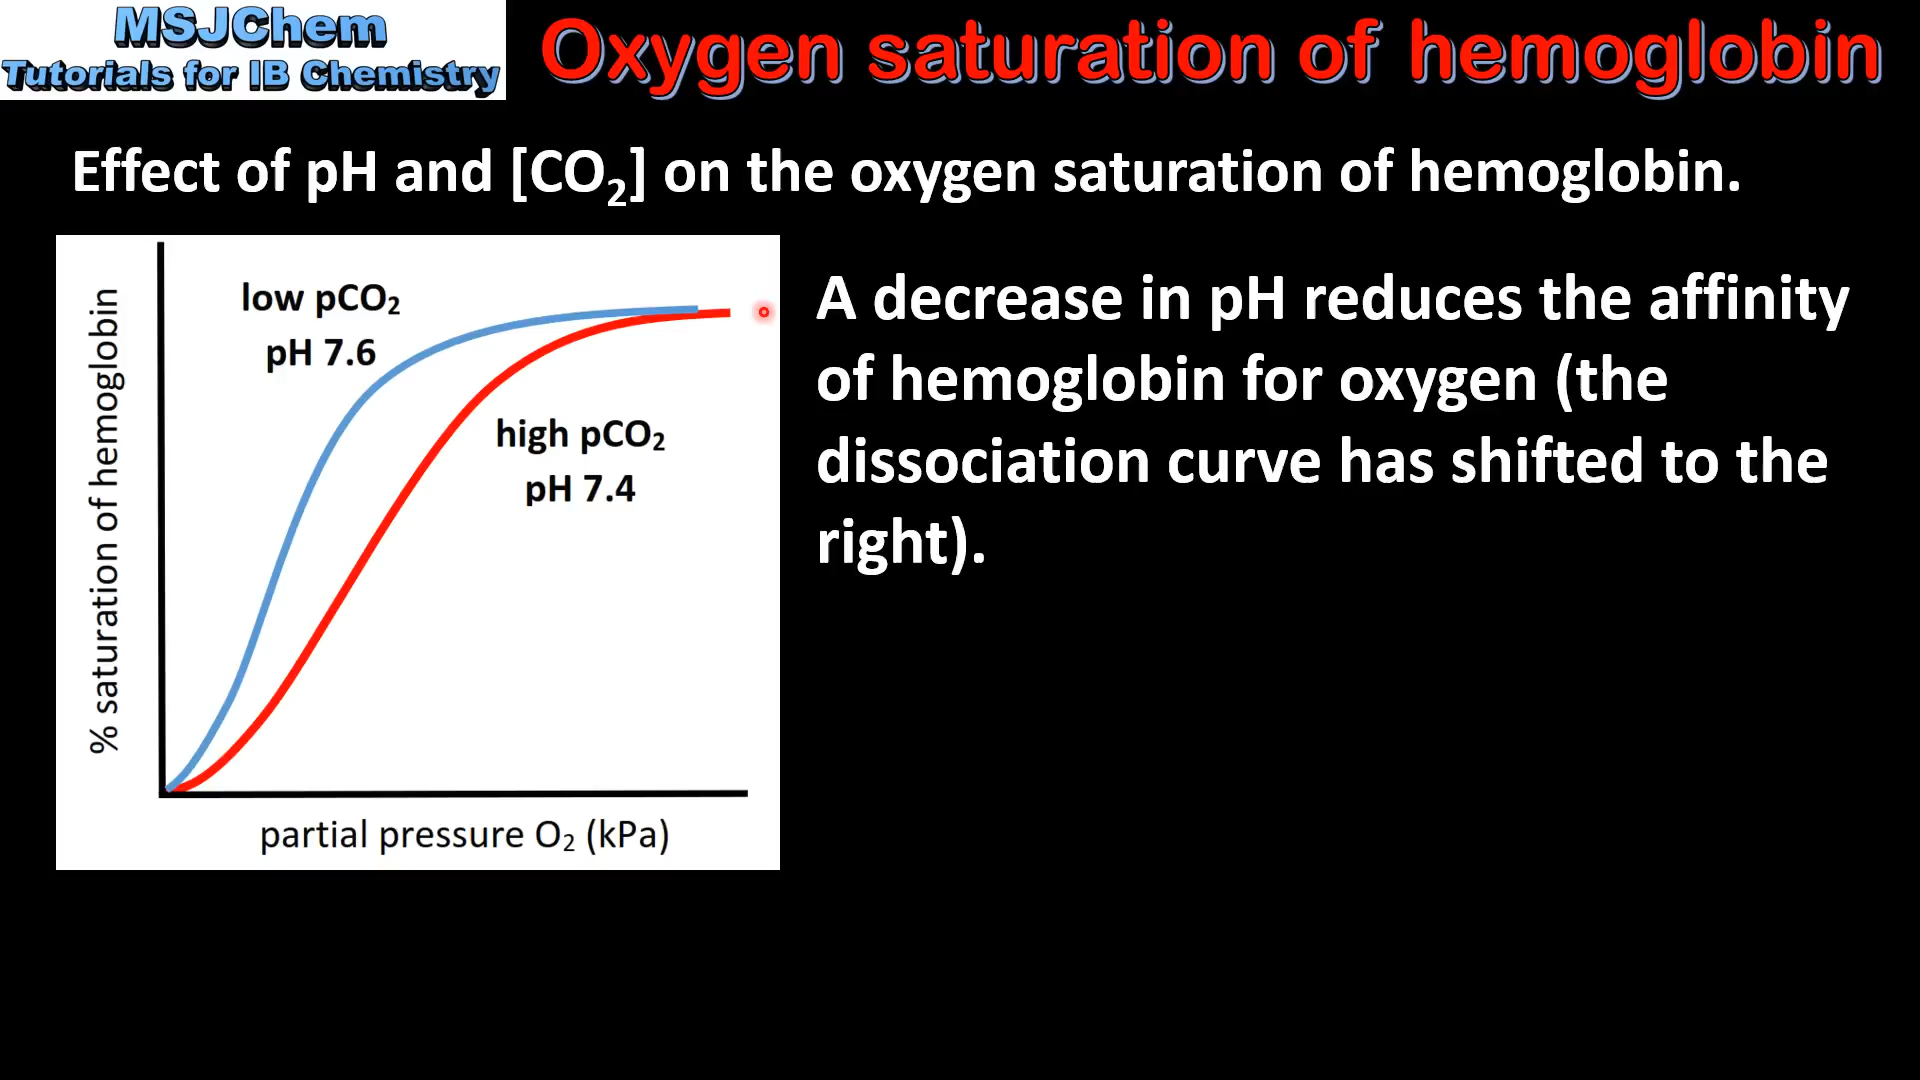 MSJChem
Tutorials for IB Chemistry
Oxygen saturation of hemoglobin
Effect of pH and [CO₂] on the oxygen saturation of hemoglobin.
% saturation of hemoglobin
low pCO₂
pH 7.6
high pCO₂
pH 7.4
partial pressure O₂ (kPa)
A decrease in pH reduces the affinity
of hemoglobin for oxygen (the
dissociation curve has shifted to the
right).